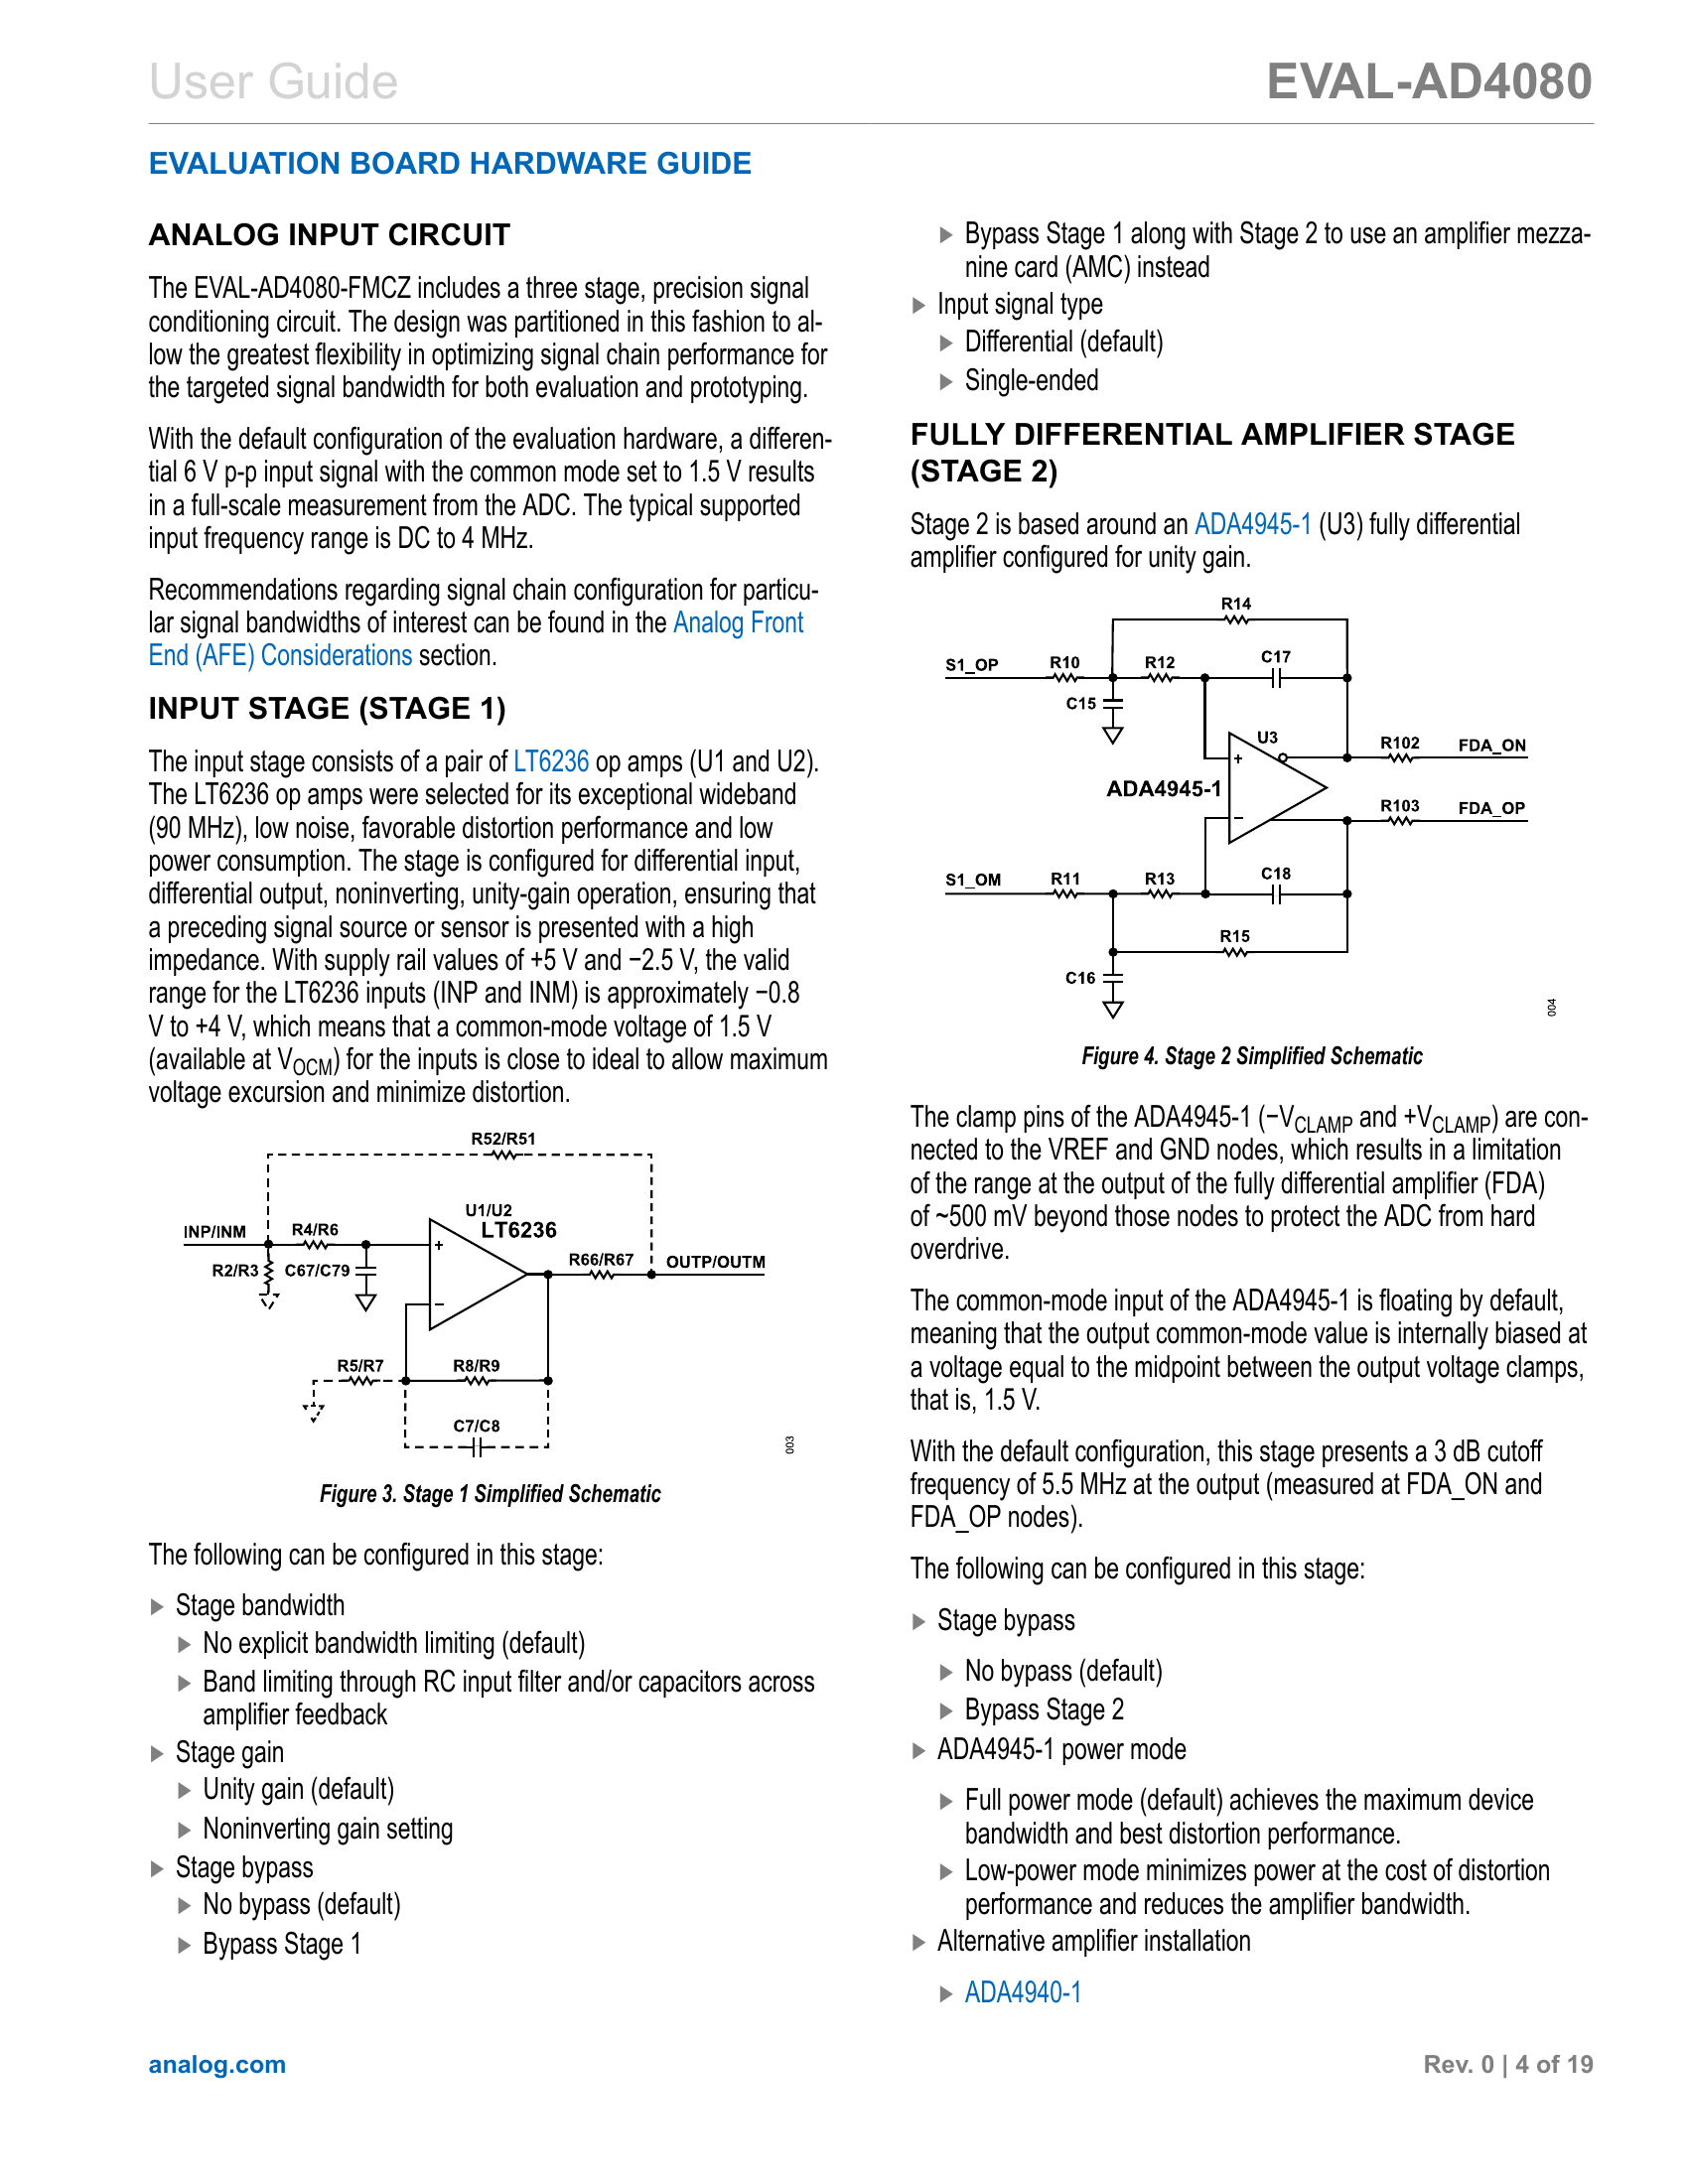 User Guide
EVAL-AD4080
EVALUATION BOARD HARDWARE GUIDE
ANALOG INPUT CIRCUIT
The EVAL-AD4080-FMCZ includes a three stage, precision signal
conditioning circuit. The design was partitioned in this fashion to al-
low the greatest flexibility in optimizing signal chain performance for
the targeted signal bandwidth for both evaluation and prototyping.
With the default configuration of the evaluation hardware, a differen-
tial 6 V p-p input signal with the common mode set to 1.5 V results
in a full-scale measurement from the ADC. The typical supported
input frequency range is DC to 4 MHz.
Recommendations regarding signal chain configuration for particu-
lar signal bandwidths of interest can be found in the Analog Front
End (AFE) Considerations section.
INPUT STAGE (STAGE 1)
The input stage consists of a pair of LT6236 op amps (U1 and U2).
The LT6236 op amps were selected for its exceptional wideband
(90 MHz), low noise, favorable distortion performance and low
power consumption. The stage is configured for differential input,
differential output, noninverting, unity-gain operation, ensuring that
a preceding signal source or sensor is presented with a high
impedance. With supply rail values of +5 V and −2.5 V, the valid
range for the LT6236 inputs (INP and INM) is approximately −0.8
V to +4 V, which means that a common-mode voltage of 1.5 V
(available at VOCM) for the inputs is close to ideal to allow maximum
voltage excursion and minimize distortion.
R52/R51
U1/U2
LT6236
INP/INM
R4/R6
R2/R3
C67/C79
+
−
R66/R67
OUTP/OUTM
R5/R7
R8/R9
C7/C8
003
Figure 3. Stage 1 Simplified Schematic
The following can be configured in this stage:
Stage bandwidth
No explicit bandwidth limiting (default)
Band limiting through RC input filter and/or capacitors across
amplifier feedback
Stage gain
Unity gain (default)
Noninverting gain setting
Stage bypass
No bypass (default)
Bypass Stage 1
Bypass Stage 1 along with Stage 2 to use an amplifier mezza-
nine card (AMC) instead
Input signal type
Differential (default)
Single-ended
FULLY DIFFERENTIAL AMPLIFIER STAGE
(STAGE 2)
Stage 2 is based around an ADA4945-1 (U3) fully differential
amplifier configured for unity gain.
R14
S1_OP
R10
R12
C17
C15
U3
+
R102
FDA_ON
ADA4945-1
R103
FDA_OP
−
S1_OM
R11
R13
C18
R15
C16
004
Figure 4. Stage 2 Simplified Schematic
The clamp pins of the ADA4945-1 (−VCLAMP and +VCLAMP) are con-
nected to the VREF and GND nodes, which results in a limitation
of the range at the output of the fully differential amplifier (FDA)
of ~500 mV beyond those nodes to protect the ADC from hard
overdrive.
The common-mode input of the ADA4945-1 is floating by default,
meaning that the output common-mode value is internally biased at
a voltage equal to the midpoint between the output voltage clamps,
that is, 1.5 V.
With the default configuration, this stage presents a 3 dB cutoff
frequency of 5.5 MHz at the output (measured at FDA_ON and
FDA_OP nodes).
The following can be configured in this stage:
Stage bypass
No bypass (default)
Bypass Stage 2
ADA4945-1 power mode
Full power mode (default) achieves the maximum device
bandwidth and best distortion performance.
Low-power mode minimizes power at the cost of distortion
performance and reduces the amplifier bandwidth.
Alternative amplifier installation
ADA4940-1
analog.com
Rev. 0 | 4 of 19